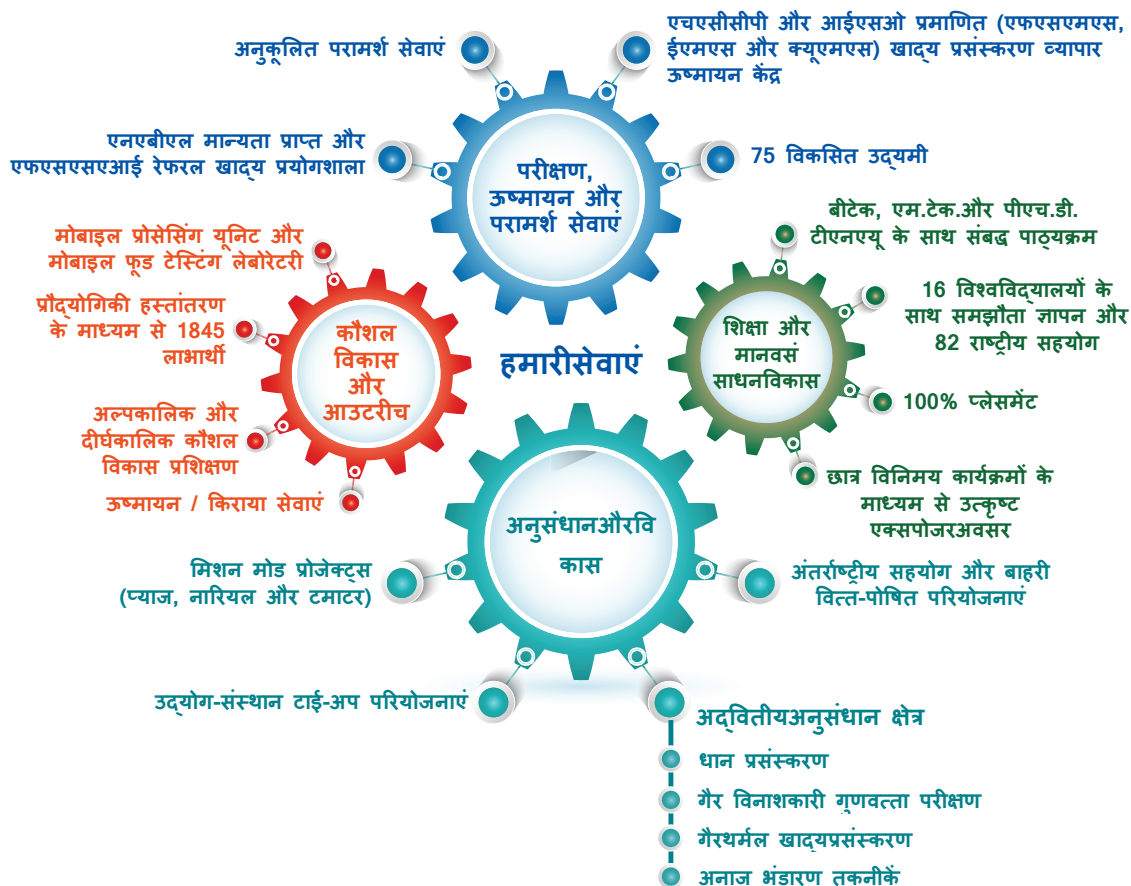 अनुकूलित परामर्श सेवाएं
एचएसीसीपी और आईएसओ प्रमाणित (एफएसएमएस,
ईएमएस और क्यूएमएस) खाद्य प्रसंस्करण व्यापार
ऊष्मायन केंद्र
एनएबीएल मान्यता प्राप्त और
एफएसएसएआई रेफरल खाद्य प्रयोगशाला
75 विकसित उद्यमी
परीक्षण,
ऊष्मायन और
परामर्श सेवाएं
मोबाइल प्रोसेसिंग यूनिट और
मोबाइल फूड टेस्टिंग लेबोरेटरी
प्रौद्योगिकी हस्तांतरण
के माध्यम से 1845
लाभार्थी
अल्पकालिक और
दीर्घकालिक कौशल
विकास प्रशिक्षण
ऊष्मायन / किराया सेवाएं
कौशल
विकास
और
आउटरीच
हमारीसेवाएं
शिक्षा और
मानवसं
साधनविकास
बीटेक, एम.टेक.और पीएच.डी.
टीएनएयू के साथ संबद्ध पाठ्यक्रम
16 विश्वविद्यालयों के
साथ समझौता ज्ञापन और
82 राष्ट्रीय सहयोग
100% प्लेसमेंट
छात्र विनिमय कार्यक्रमों के
माध्यम से उत्कृष्ट
एक्सपोजरअवसर
अनुसंधानऔरवि
कास
मिशन मोड प्रोजेक्ट्स
(प्याज, नारियल और टमाटर)
अंतर्राष्ट्रीय सहयोग और बाहरी
वित्त-पोषित परियोजनाएं
उद्योग-संस्थान टाई-अप परियोजनाएं
अद्वितीयअनुसंधान क्षेत्र
धान प्रसंस्करण
गैर विनाशकारी गुणवत्ता परीक्षण
गैरथर्मल खाद्यप्रसंस्करण
अनाज भंडारण तकनीकें